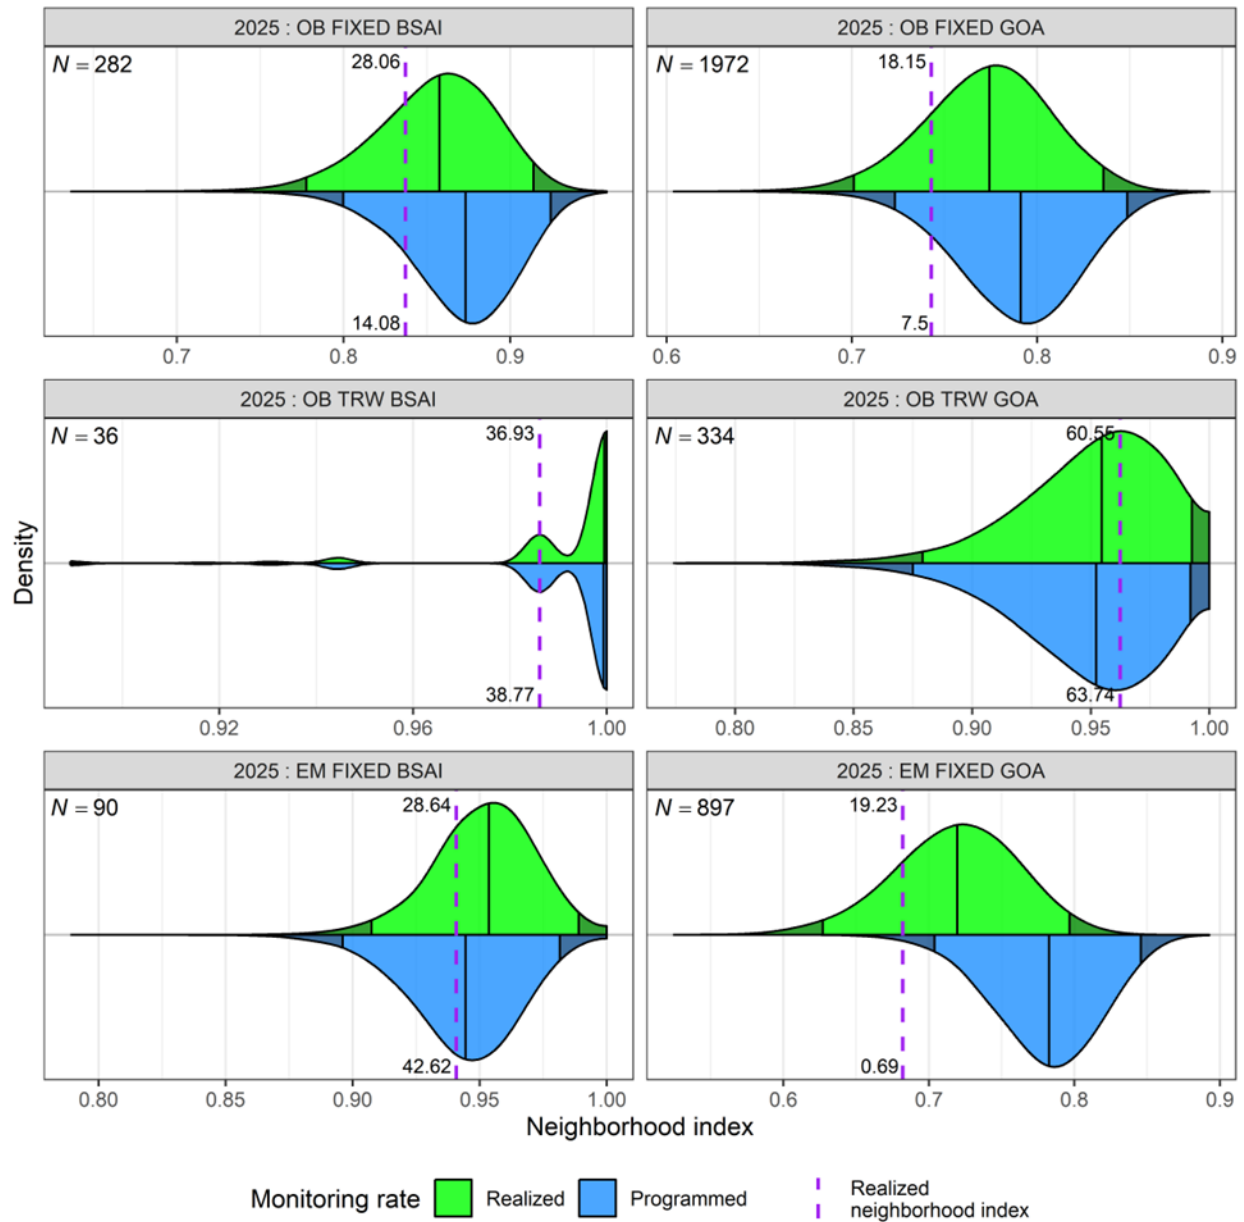 2025 : OB FIXED BSAI
N = 282
28.06
14.08
0.7 0.8 0.9
2025 : OB FIXED GOA
N = 1972
18.15
7.5
0.6 0.7 0.8 0.9
2025 : OB TRW BSAI
N = 36
36.93
38.77
0.92 0.96 1.00
2025 : OB TRW GOA
N = 334
60.55
63.74
0.80 0.85 0.90 0.95 1.00
2025 : EM FIXED BSAI
N = 90
28.64
42.62
0.80 0.85 0.90 0.95 1.00
2025 : EM FIXED GOA
N = 897
19.23
0.69
0.6 0.7 0.8 0.9
Density
Neighborhood index
Monitoring rate Realized Programmed
Realized
neighborhood index